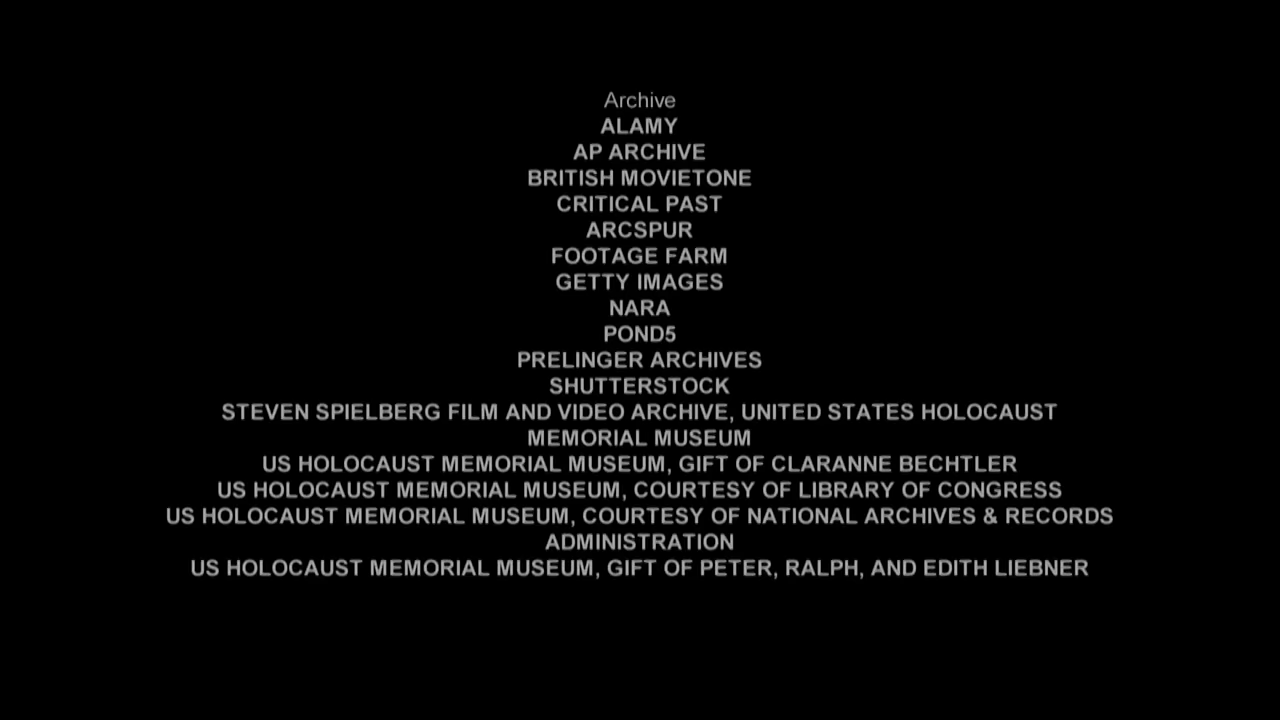 Archive
ALAMY
AP ARCHIVE
BRITISH MOVIETONE
CRITICAL PAST
ARCSPUR
FOOTAGE FARM
GETTY IMAGES
NARA
POND5
PRELINGER ARCHIVES
SHUTTERSTOCK
STEVEN SPIELBERG FILM AND VIDEO ARCHIVE, UNITED STATES HOLOCAUST
MEMORIAL MUSEUM
US HOLOCAUST MEMORIAL MUSEUM, GIFT OF CLARANNE BECHTLER
US HOLOCAUST MEMORIAL MUSEUM, COURTESY OF LIBRARY OF CONGRESS
US HOLOCAUST MEMORIAL MUSEUM, COURTESY OF NATIONAL ARCHIVES & RECORDS
ADMINISTRATION
US HOLOCAUST MEMORIAL MUSEUM, GIFT OF PETER, RALPH, AND EDITH LIEBNER